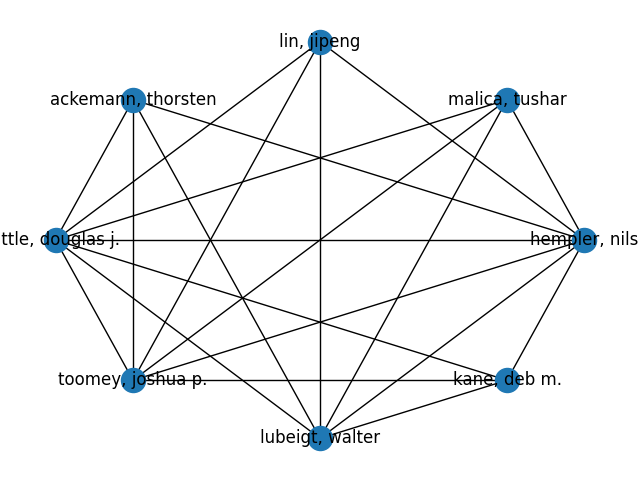 lin, jipeng
ackemann, thorsten
malica, tushar
ttle, douglas j.
hempler, nils
toomey, joshua p.
kane, deb m.
lubeigt, walter